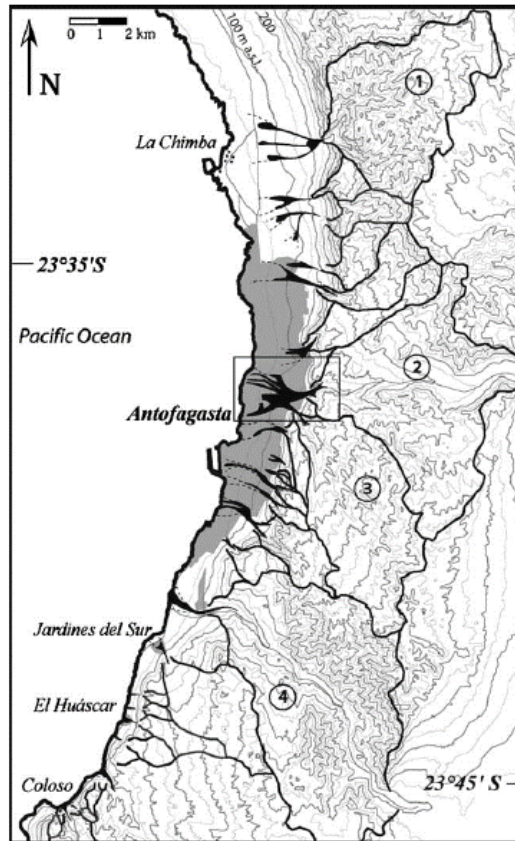 0 1 2 km
N
100 m a.s.l.
200
1
La Chimba
23°35'S
Pacific Ocean
2
Antofagasta
3
Jardines del Sur
4
El Huáscar
Coloso
23°45' S